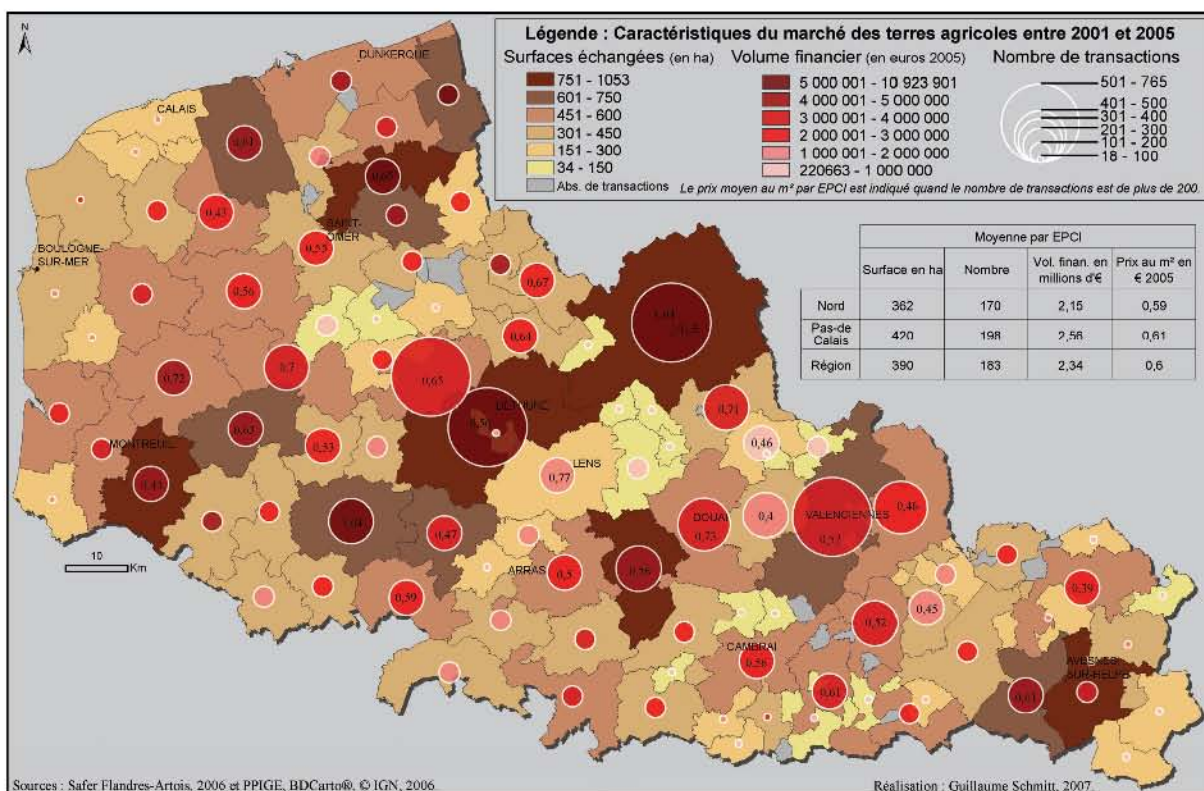 N
Légende : Caractéristiques du marché des terres agricoles entre 2001 et 2005
Surfaces échangées (en ha)
751 - 1053
601 - 750
451 - 600
301 - 450
151 - 300
34 - 150
Abs. de transactions
Volume financier (en euros 2005)
5 000 001 - 10 923 901
4 000 001 - 5 000 000
3 000 001 - 4 000 000
2 000 001 - 3 000 000
1 000 001 - 2 000 000
220663 - 1 000 000
Nombre de transactions
501 - 765
401 - 500
301 - 400
201 - 300
101 - 200
18 - 100
Le prix moyen au m² par EPCI est indiqué quand le nombre de transactions est de plus de 200.
Moyenne par EPCI
Surface en ha
Nombre
Vol. finan. en millions d'€
Prix au m² en € 2005
Nord 362 170 2,15 0,59
Pas-de Calais 420 198 2,56 0,61
Région 390 183 2,34 0,6
DUNKERQUE
CALAIS
0,65
0,43
SAINT-
OMER
BOULOGNE-
SUR-MER
0,55
0,56
0,67
0,64
0,7
0,65
0,72
BETHUNE
0,71
MONTREUIL
0,63
0,53
0,46
LENS
0,77
0,43
0,47
DOUAI
0,73
0,4
VALENCIENNES
0,46
ARRAS
0,5
0,56
0,59
0,39
0,45
0,52
CAMBRAI
0,56
0,61
AVESNES-
SUR-HELPE
0,61
10
Km
Sources : Safer Flandres-Artois, 2006 et PPIGE, BDCarto®, © IGN, 2006.
Réalisation : Guillaume Schmitt, 2007.